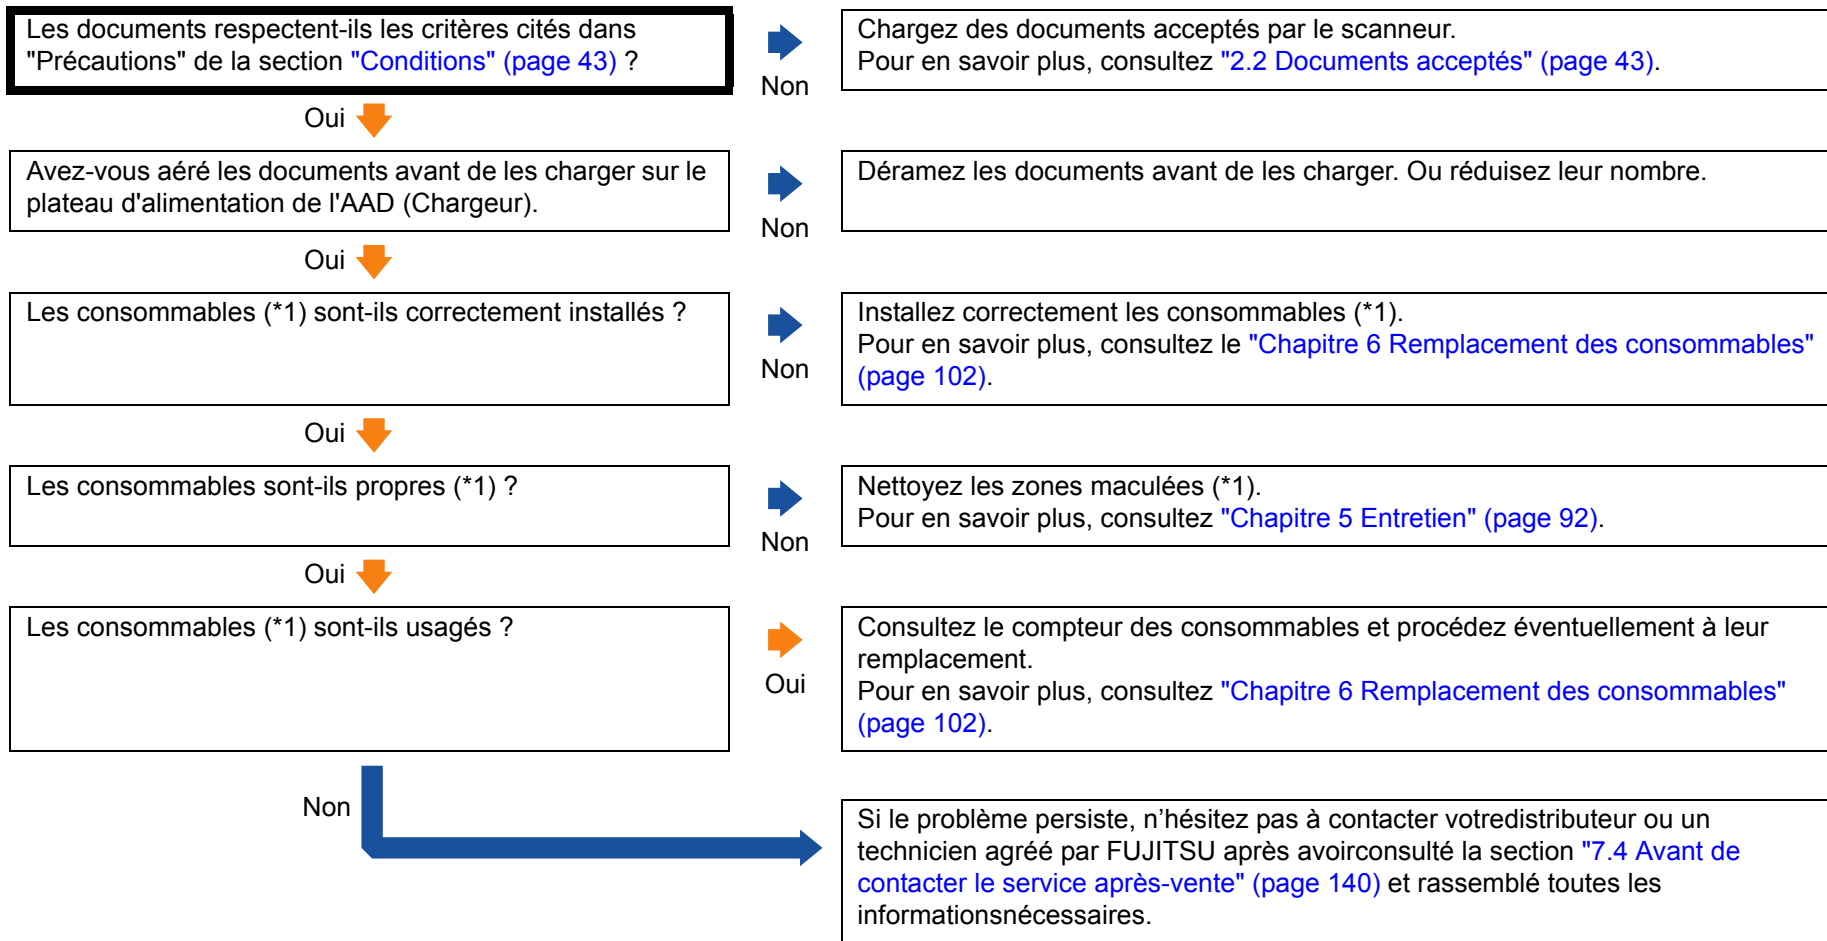 Les documents respectent-ils les critères cités dans
"Précautions" de la section "Conditions" (page 43) ?
Non
Chargez des documents acceptés par le scanneur.
Pour en savoir plus, consultez "2.2 Documents acceptés" (page 43).
Oui
Avez-vous aéré les documents avant de les charger sur le
plateau d'alimentation de l'AAD (Chargeur).
Non
Déramez les documents avant de les charger. Ou réduisez leur nombre.
Oui
Les consommables (*1) sont-ils correctement installés ?
Non
Installez correctement les consommables (*1).
Pour en savoir plus, consultez le "Chapitre 6 Remplacement des consommables"
(page 102).
Oui
Les consommables sont-ils propres (*1) ?
Non
Nettoyez les zones maculées (*1).
Pour en savoir plus, consultez "Chapitre 5 Entretien" (page 92).
Oui
Les consommables (*1) sont-ils usagés ?
Oui
Consultez le compteur des consommables et procédez éventuellement à leur
remplacement.
Pour en savoir plus, consultez "Chapitre 6 Remplacement des consommables"
(page 102).
Non
Si le problème persiste, n’hésitez pas à contacter votredistributeur ou un
technicien agréé par FUJITSU après avoirconsulté la section "7.4 Avant de
contacter le service après-vente" (page 140) et rassemblé toutes les
informationsnécessaires.